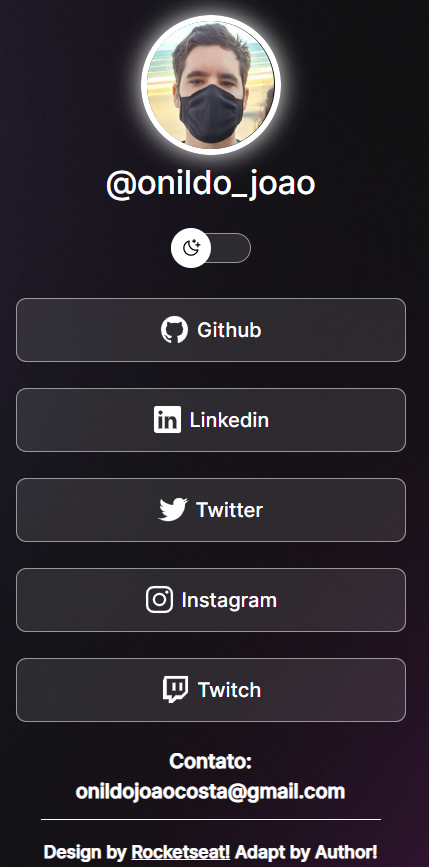 @onildo_joao
Github
Linkedin
Twitter
Instagram
Twitch
Contato:
onildojoaocosta@gmail.com
Design by Rocketseat! Adapt by Author!